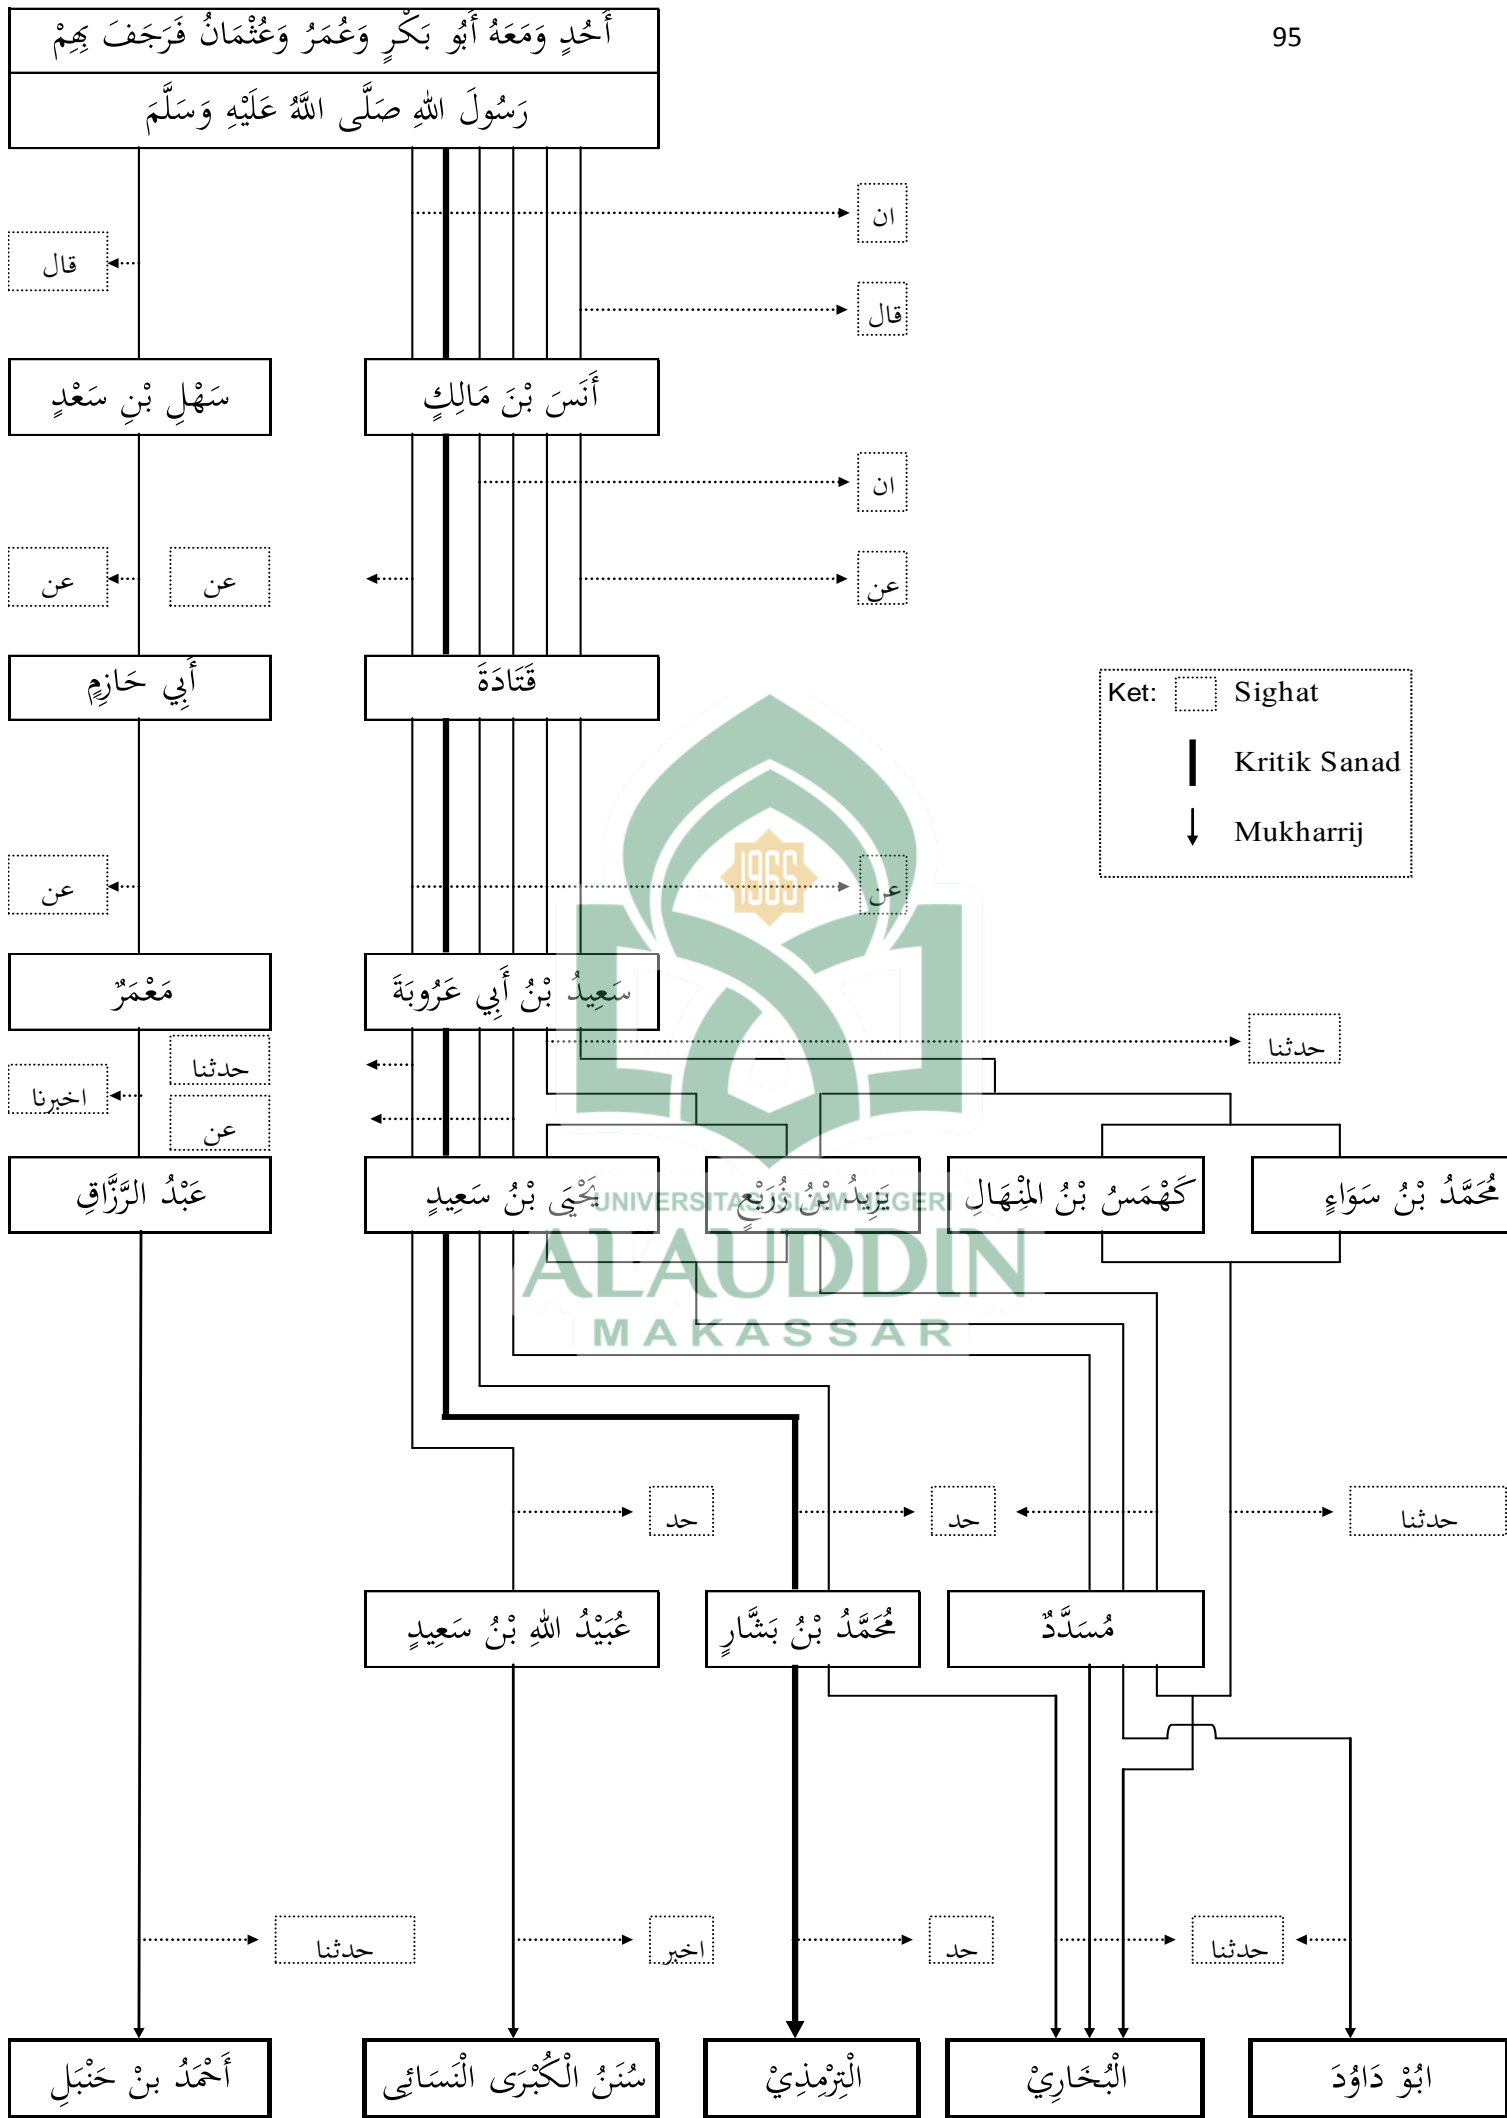 95
أُحُدٍ وَمَعَهُ أَبُو بَكْرٍ وَعُمَرُ وَعُثْمَانُ فَرَجَفَ بِهِمْ
رَسُولَ اللهِ صَلَّى اللَّهُ عَلَيْهِ وَسَلَّمَ
ان
قال
قال
سَهْلِ بْنِ سَعْدٍ
أَنَسَ بْنَ مَالِكٍ
ان
عن
عن
عن
أَبِي حَازِمٍ
قَتَادَةَ
Ket:
Sighat
Kritik Sanad
Mukharrij
1965
عن
عن
مَعْمَرٌ
سَعِيدُ بْنُ أَبِي عَرُوبَةَ
حدثنا
حدثنا
اخبرنا
عن
عَبْدُ الرَّزَّاقِ
يَحْيَى بْنُ سَعِيدٍ
يَزِيدُ بْنُ زُرَيْعٍ
كَهْمَسُ بْنُ المِنْهَالِ
مُحَمَّدُ بْنُ سَوَاءٍ
UNIVERSITAS ISLAM NEGERI
ALAUDDIN
MAKASSAR
حد
حد
حدثنا
عُبَيْدُ اللهِ بْنُ سَعِيدٍ
مُحَمَّدُ بْنُ بَشَّارٍ
مُسَدَّدٌ
حدثنا
اخبر
حد
حدثنا
أَحْمَدُ بنْ حَنْبَلِ
سُنَنُ الْكُبْرَى الْنَسَائِى
الْتِرْمِذِيْ
الْبُخَارِيْ
ابُوْ دَاوُدَ